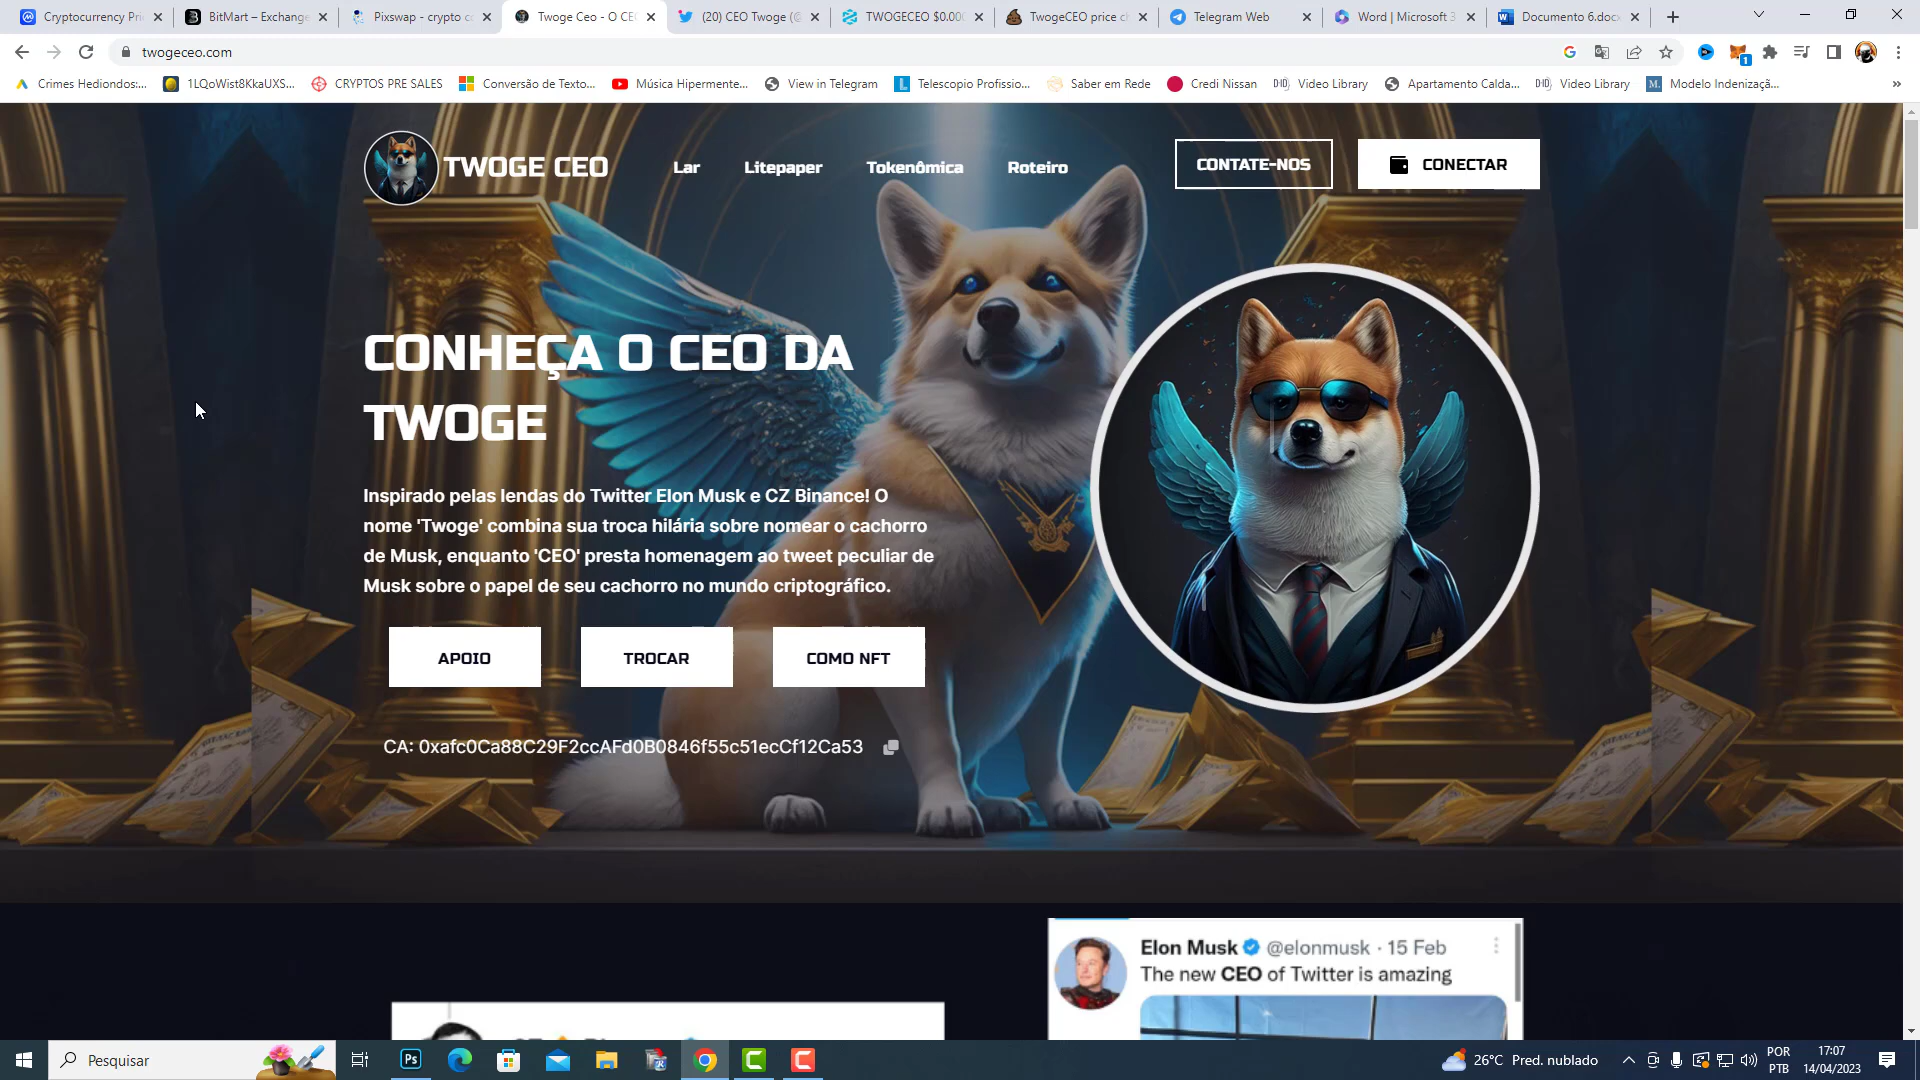 Cryptocurrency Pri
BitMart – Exchange
Pixswap - crypto co
Twoge Ceo - O CE
(20) CEO Twoge (@
TWOGECEO $0.00
TwogeCEO price ch
Telegram Web
Word | Microsoft 3
Documento 6.docx
twogeceo.com
1
Crimes Hediondos:...
1LQoWist8KkaUXS...
CRYPTOS PRE SALES
Conversão de Texto...
Música Hipermente...
View in Telegram
Telescopio Profissio...
Saber em Rede
Credi Nissan
Video Library
Apartamento Calda...
Video Library
Modelo Indenizaçã...
TWOGE CEO
Lar
Litepaper
Tokenômica
Roteiro
CONTATE-NOS
CONECTAR
CONHEÇA O CEO DA
TWOGE
Inspirado pelas lendas do Twitter Elon Musk e CZ Binance! O
nome 'Twoge' combina sua troca hilária sobre nomear o cachorro
de Musk, enquanto 'CEO' presta homenagem ao tweet peculiar de
Musk sobre o papel de seu cachorro no mundo criptográfico.
APOIO
TROCAR
COMO NFT
CA: 0xafc0Ca88C29F2ccAFd0B0846f55c51ecCf12Ca53
Elon Musk @elonmusk · 15 Feb
The new CEO of Twitter is amazing
Pesquisar
Ps
26°C Pred. nublado
POR
PTB
17:07
14/04/2023